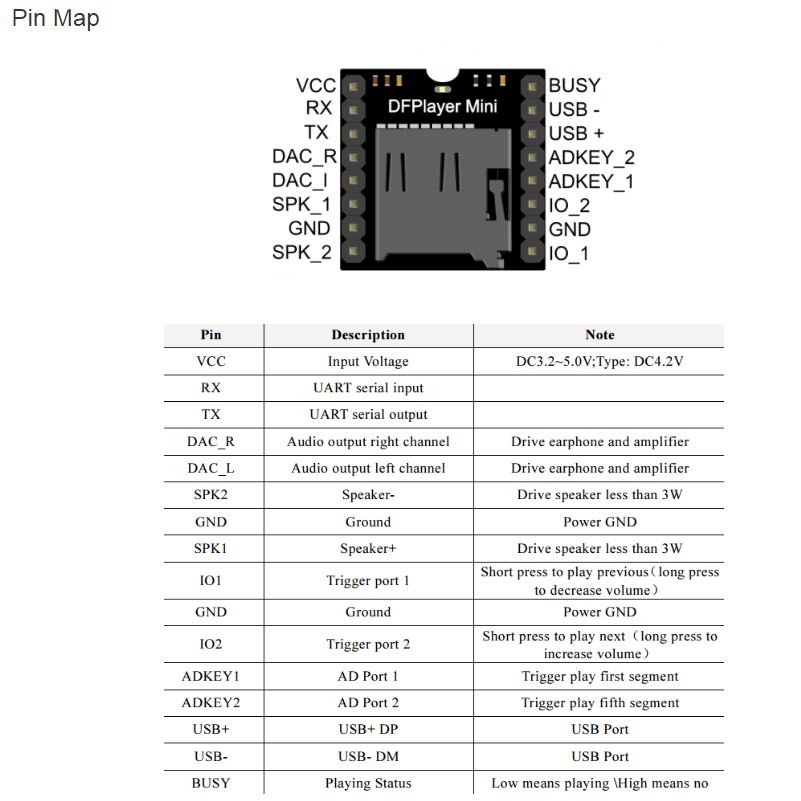 Pin Map
VCC BUSY
DFPlayer Mini
RX USB -
TX USB +
DAC_R ADKEY_2
DAC_I ADKEY_1
SPK_1 IO_2
GND GND
SPK_2 IO_1
Pin Description Note
VCC Input Voltage DC3.2~5.0V;Type: DC4.2V
RX UART serial input
TX UART serial output
DAC_R Audio output right channel Drive earphone and amplifier
DAC_L Audio output left channel Drive earphone and amplifier
SPK2 Speaker- Drive speaker less than 3W
GND Ground Power GND
SPK1 Speaker+ Drive speaker less than 3W
IO1 Trigger port 1 Short press to play previous（long press
to decrease volume）
GND Ground Power GND
IO2 Trigger port 2 Short press to play next（long press to
increase volume）
ADKEY1 AD Port 1 Trigger play first segment
ADKEY2 AD Port 2 Trigger play fifth segment
USB+ USB+ DP USB Port
USB- USB- DM USB Port
BUSY Playing Status Low means playing \High means no